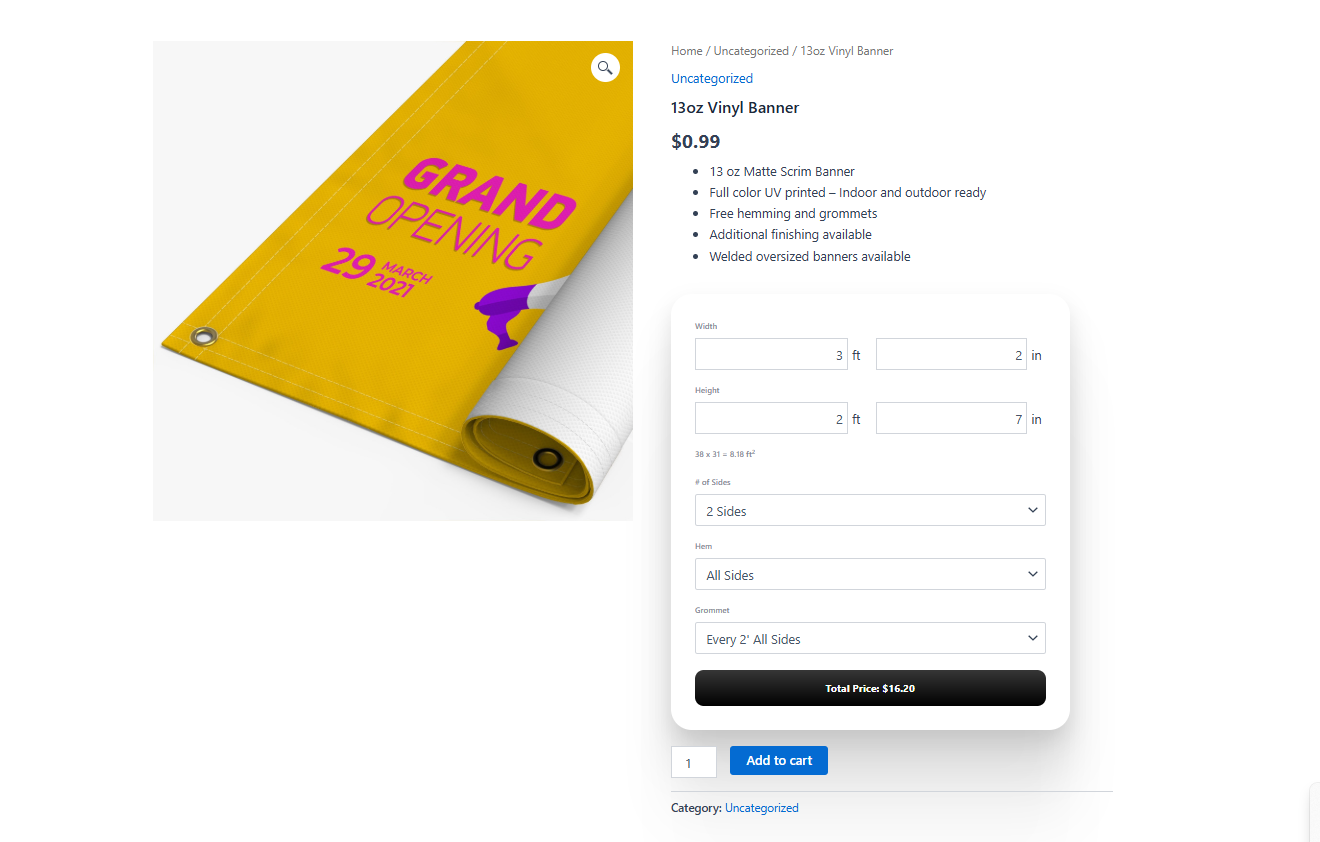 GRAND
OPENING
29 MARCH
2021
Home / Uncategorized / 13oz Vinyl Banner
Uncategorized
13oz Vinyl Banner
$0.99
13 oz Matte Scrim Banner
Full color UV printed – Indoor and outdoor ready
Free hemming and grommets
Additional finishing available
Welded oversized banners available
Width
3 ft 2 in
Height
2 ft 7 in
38 x 31 = 8.18 ft²
# of Sides
2 Sides
Hem
All Sides
Grommet
Every 2' All Sides
Total Price: $16.20
1 Add to cart
Category: Uncategorized